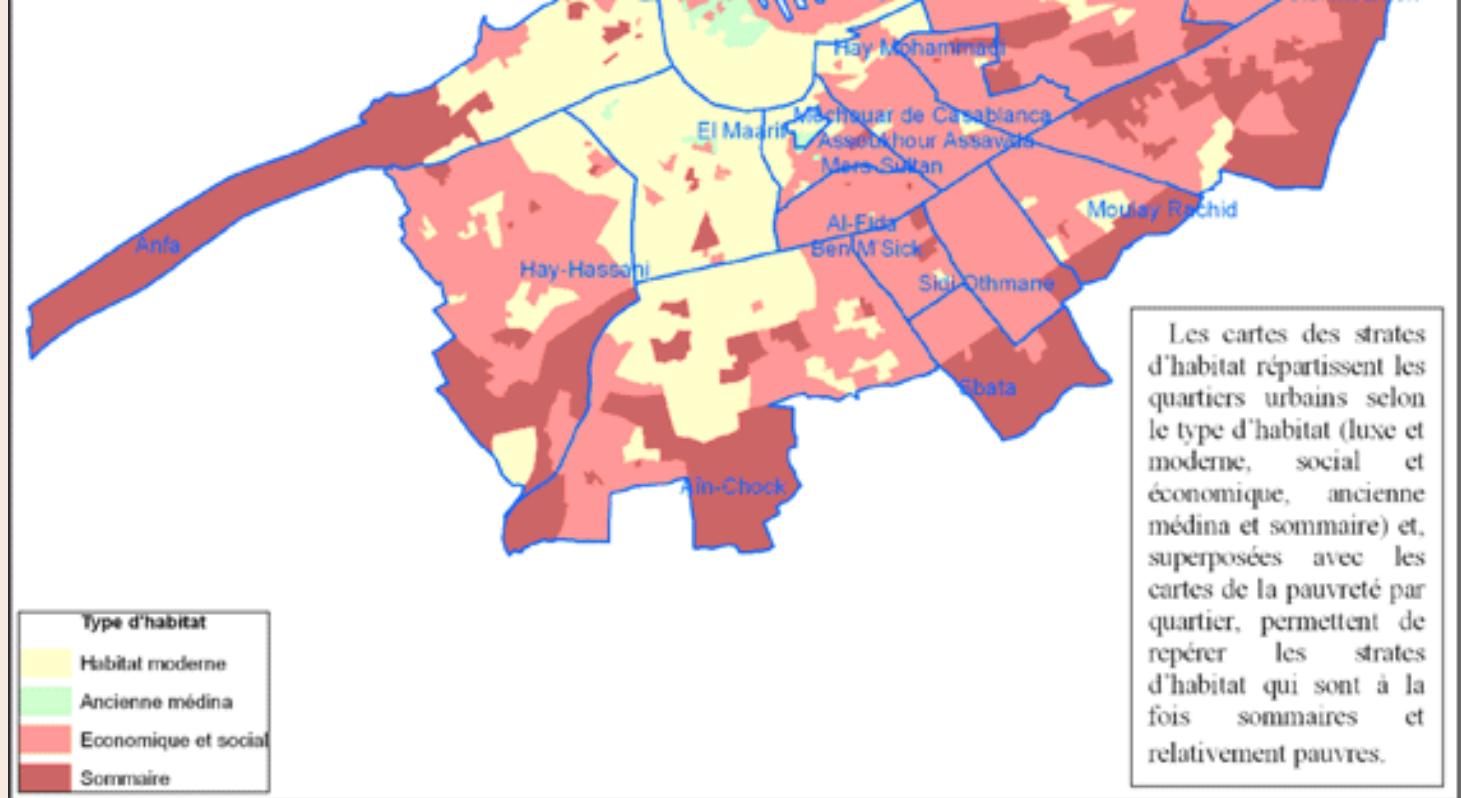 Hay Mohammadi
Machouar de Casablanca
El Maarif
Assoukhour Assawda
Mers-Sultan
Anfa
Moulay Rachid
Al-Fida
Ben M'Sick
Hay-Hassani
Sidi Othmane
Sbata
Aîn-Chock
Les cartes des strates
d'habitat répartissent les
quartiers urbains selon
le type d'habitat (luxe et
moderne, social et
économique, ancienne
médina et sommaire) et,
superposées avec les
cartes de la pauvreté par
quartier, permettent de
repérer les strates
d'habitat qui sont à la
fois sommaires et
relativement pauvres.
Type d'habitat
Habitat moderne
Ancienne médina
Economique et social
Sommaire